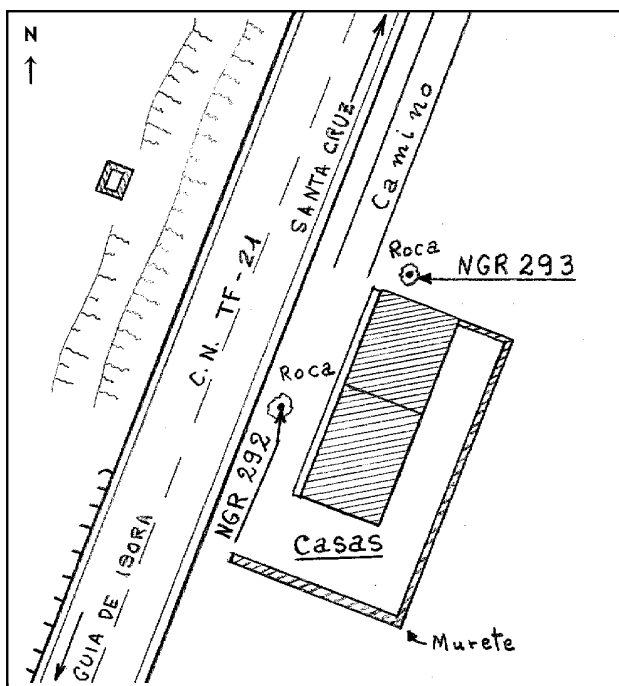 N
SANTA CRUZ
Camino
Roca
NGR 293
C.N. TF-21
Roca
NGR 292
Casas
GUIA DE ISORA
Murete